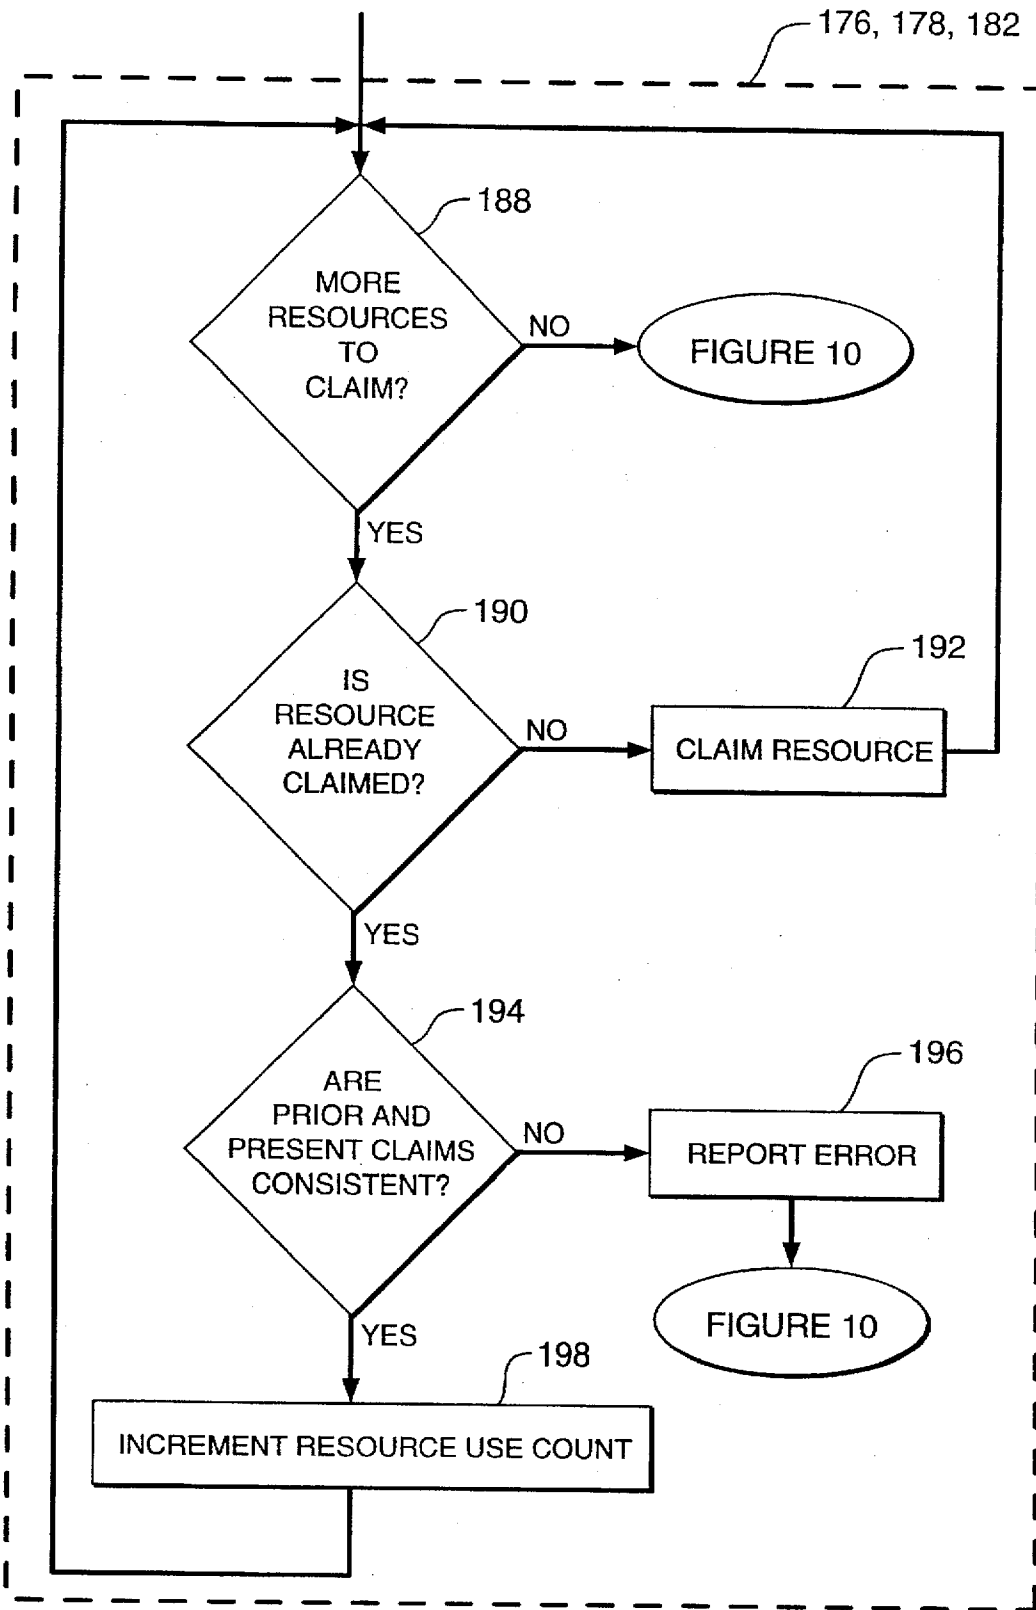 176, 178, 182
188
MORE
RESOURCES
TO
CLAIM?
NO
FIGURE 10
YES
190
IS
RESOURCE
ALREADY
CLAIMED?
NO
192
CLAIM RESOURCE
YES
194
ARE
PRIOR AND
PRESENT CLAIMS
CONSISTENT?
NO
196
REPORT ERROR
FIGURE 10
YES
198
INCREMENT RESOURCE USE COUNT